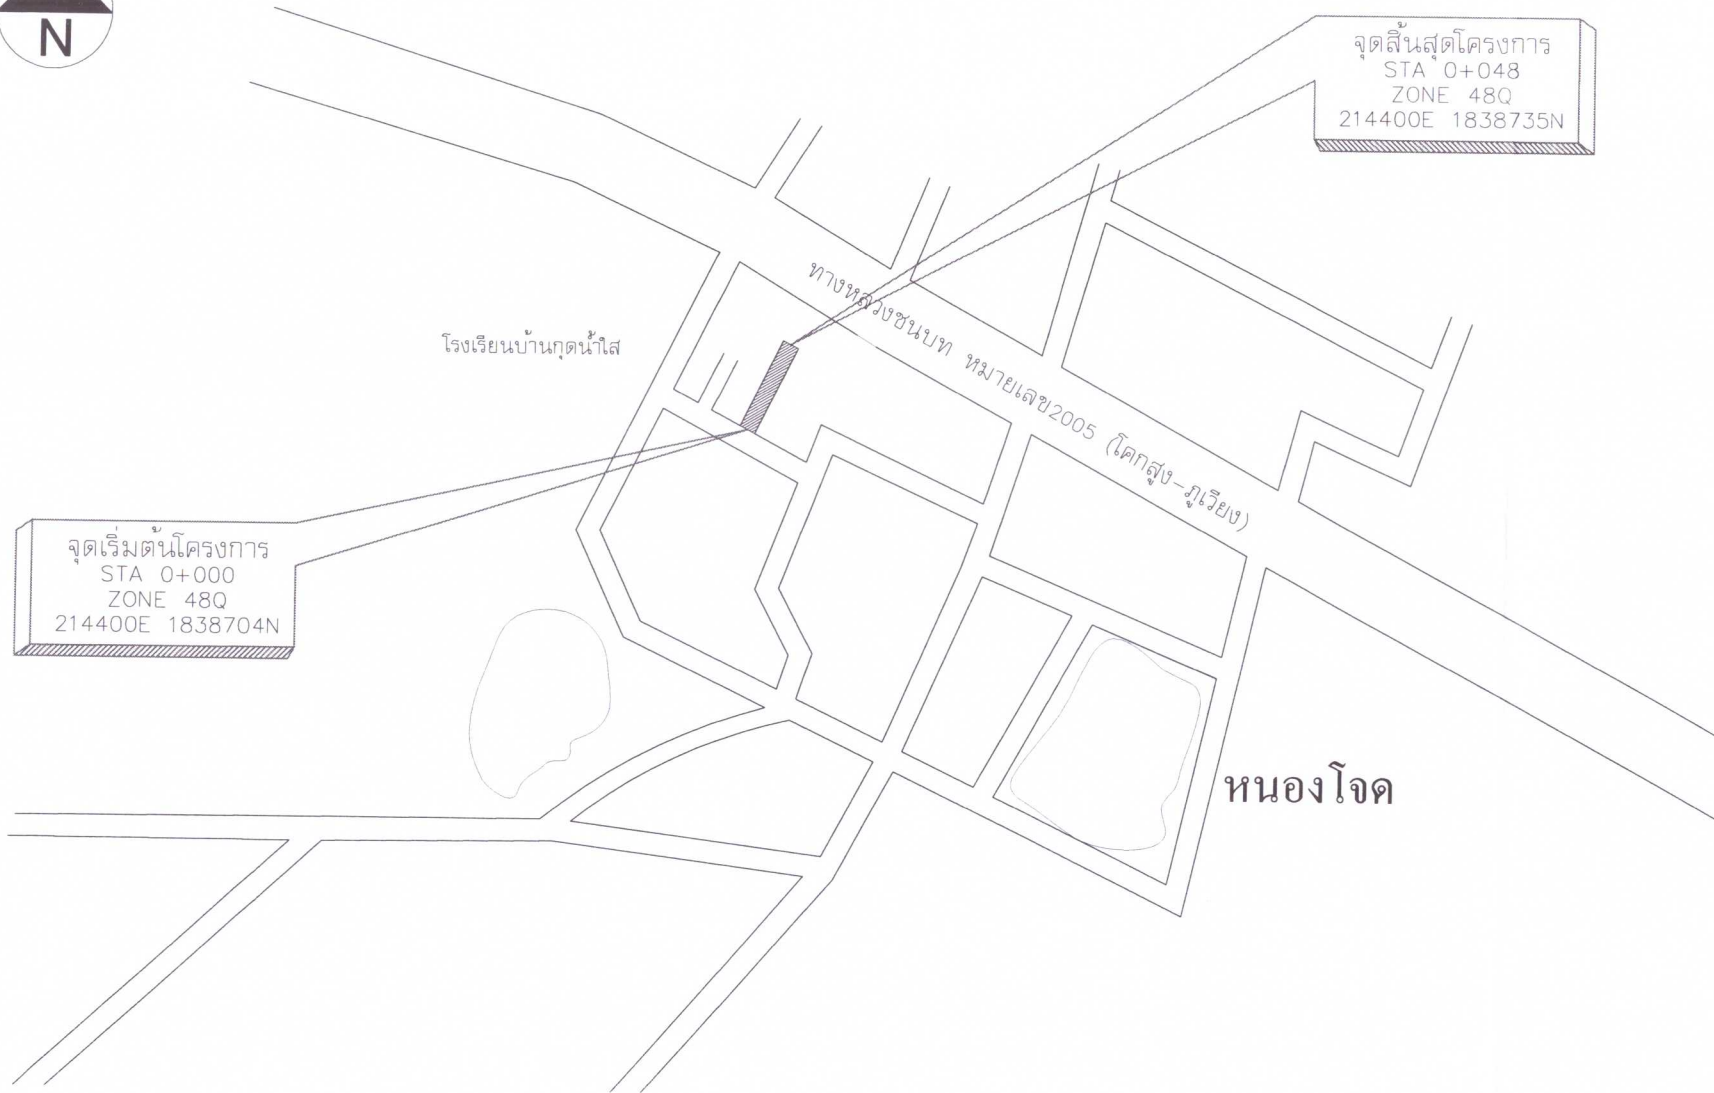 N
จุดสิ้นสุดโครงการ
STA 0+048
ZONE 48Q
214400E 1838735N
ทางหลวงชนบท หมายเลข2005 (โคกสูง-ภูเวียง)
โรงเรียนบ้านกุดน้ำใส
จุดเริ่มต้นโครงการ
STA 0+000
ZONE 48Q
214400E 1838704N
หนองโจด